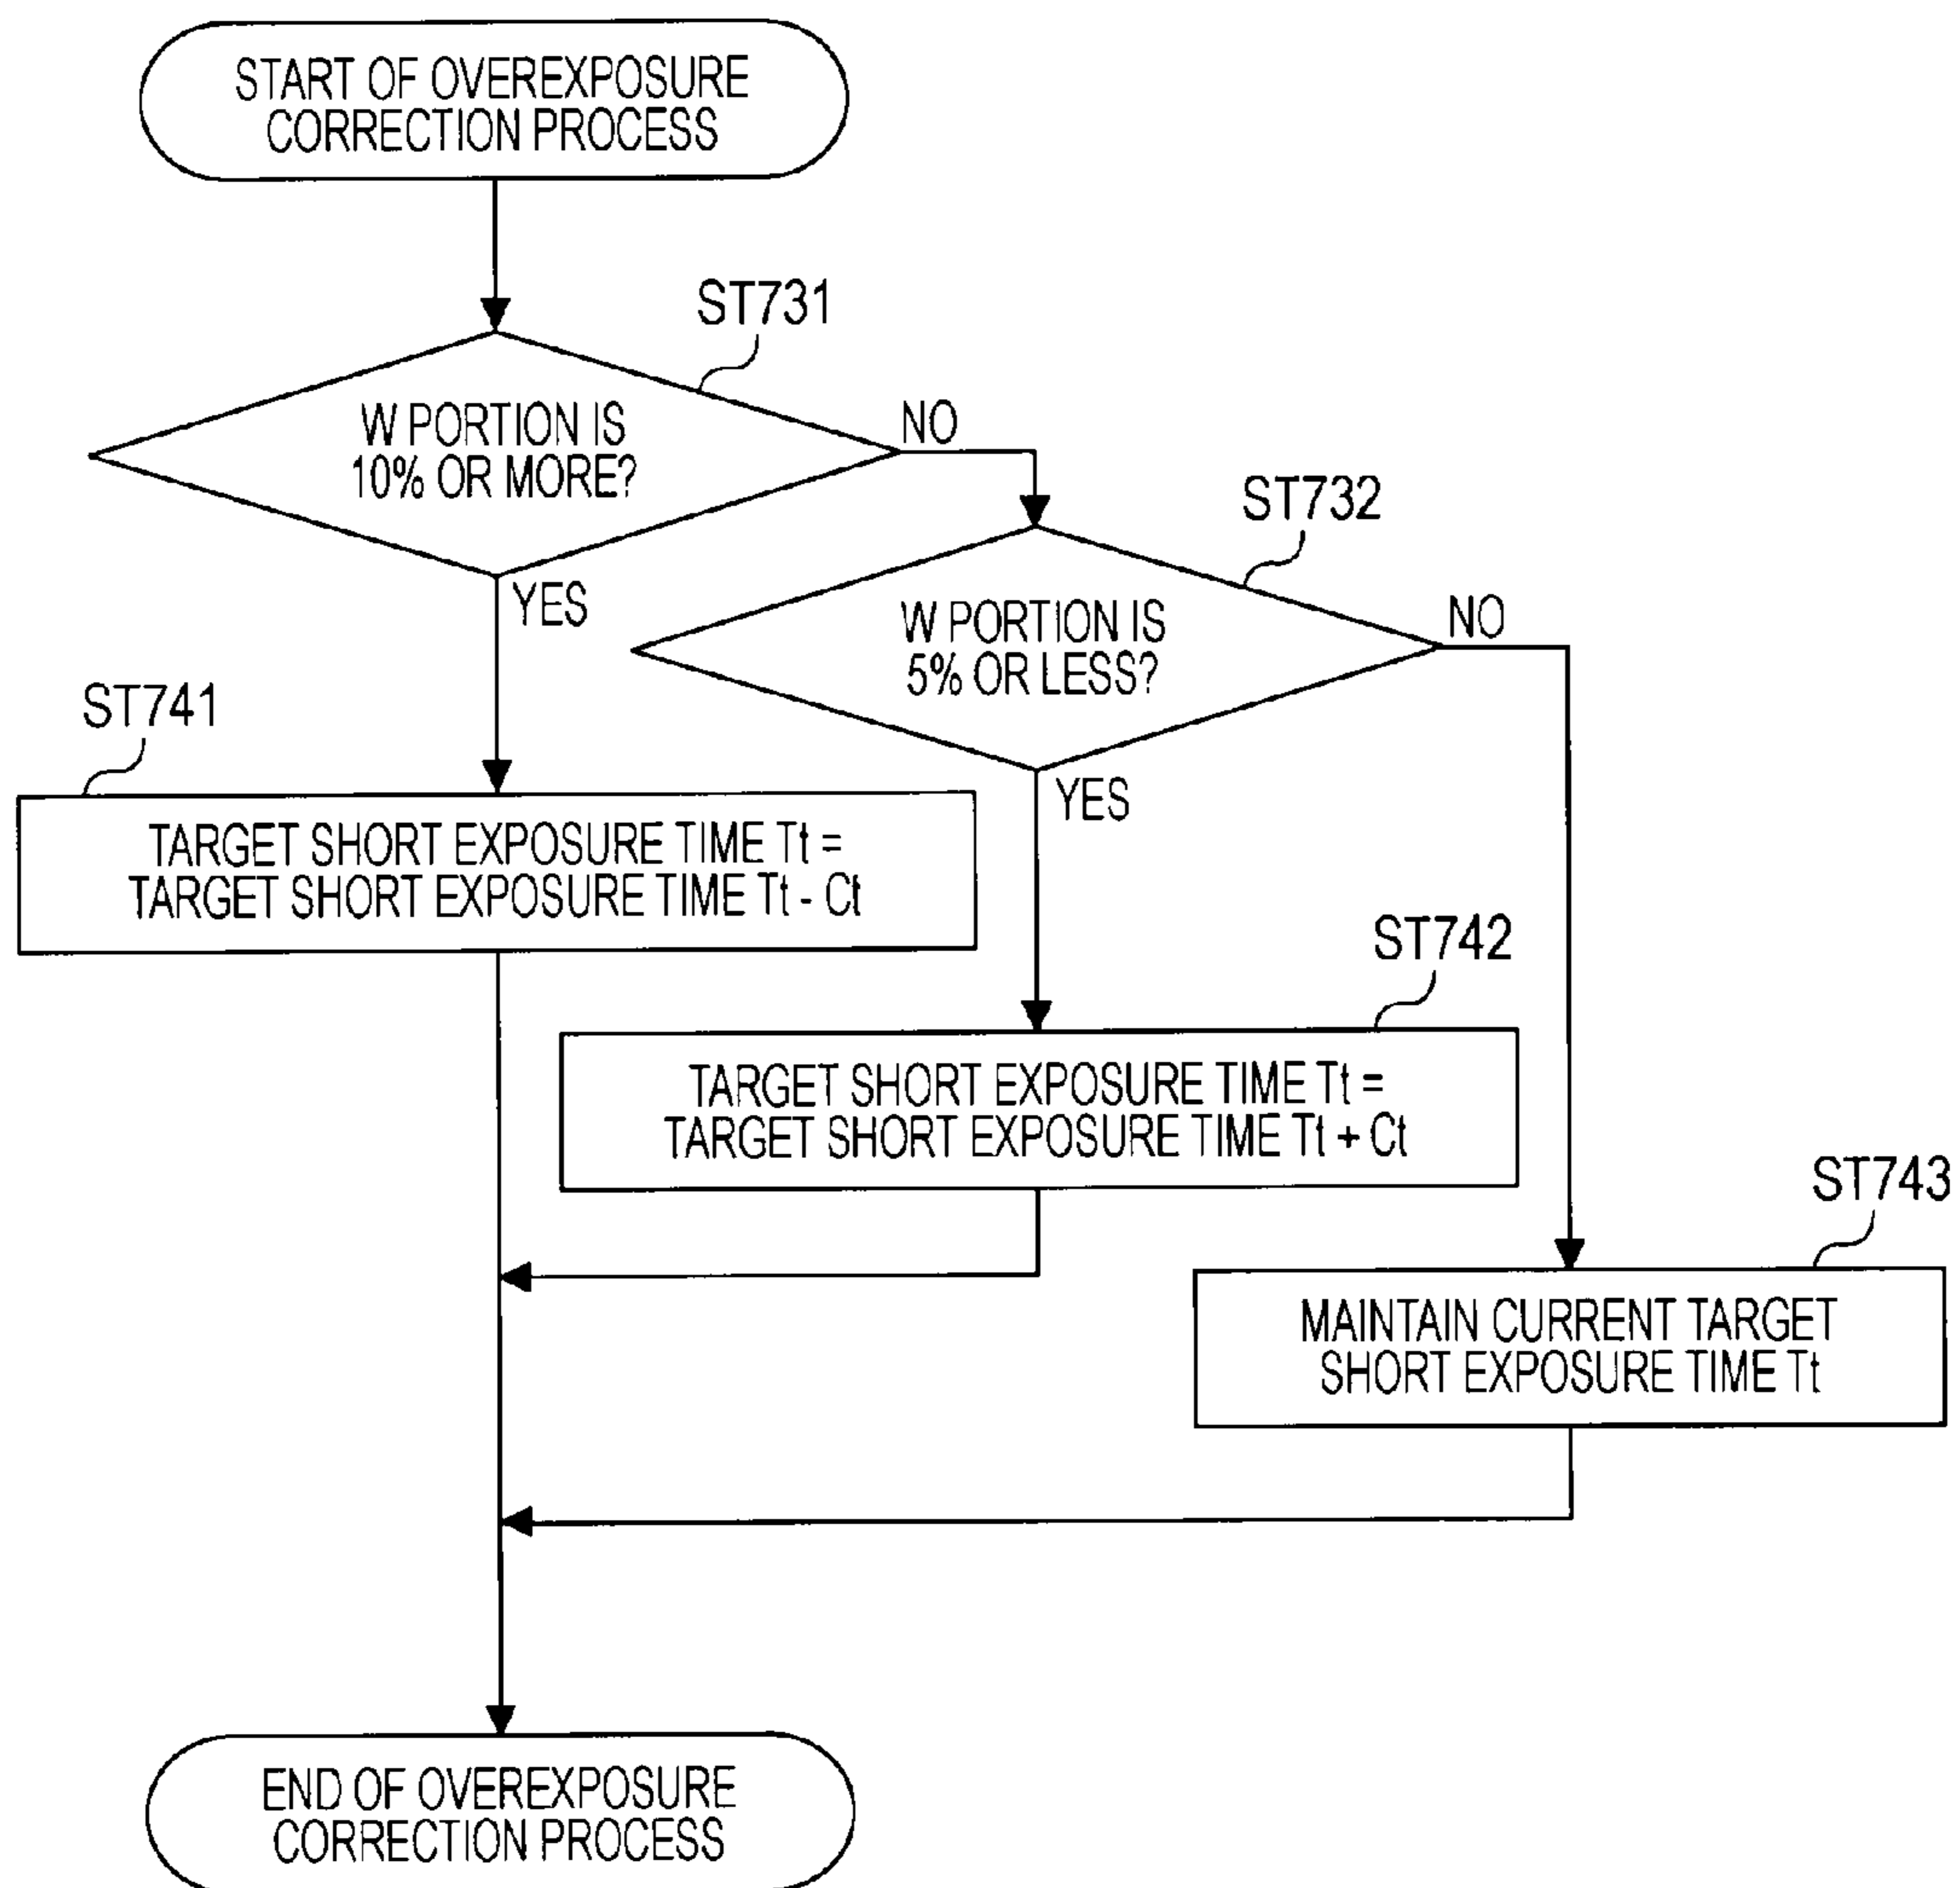 START OF OVEREXPOSURE
CORRECTION PROCESS
ST731
W PORTION IS
10% OR MORE?
NO
YES
ST732
W PORTION IS
5% OR LESS?
NO
YES
ST741
TARGET SHORT EXPOSURE TIME Tt =
TARGET SHORT EXPOSURE TIME Tt - Ct
ST742
TARGET SHORT EXPOSURE TIME Tt =
TARGET SHORT EXPOSURE TIME Tt + Ct
ST743
MAINTAIN CURRENT TARGET
SHORT EXPOSURE TIME Tt
END OF OVEREXPOSURE
CORRECTION PROCESS